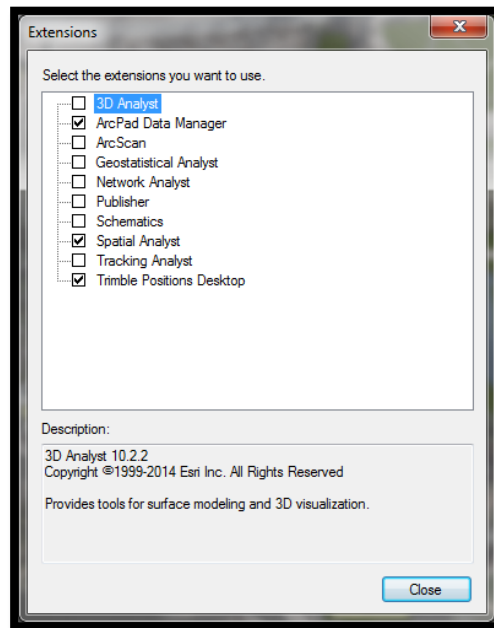 Extensions
Select the extensions you want to use.
3D Analyst
ArcPad Data Manager
ArcScan
Geostatistical Analyst
Network Analyst
Publisher
Schematics
Spatial Analyst
Tracking Analyst
Trimble Positions Desktop
Description:
3D Analyst 10.2.2
Copyright ©1999-2014 Esri Inc. All Rights Reserved
Provides tools for surface modeling and 3D visualization.
Close